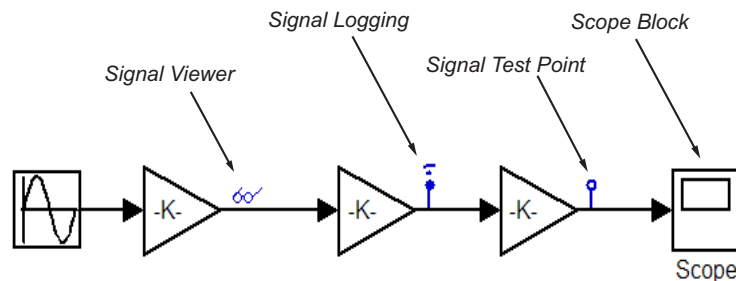 Signal Logging
Scope Block
Signal Viewer
Signal Test Point
-K-
-K-
-K-
Scope